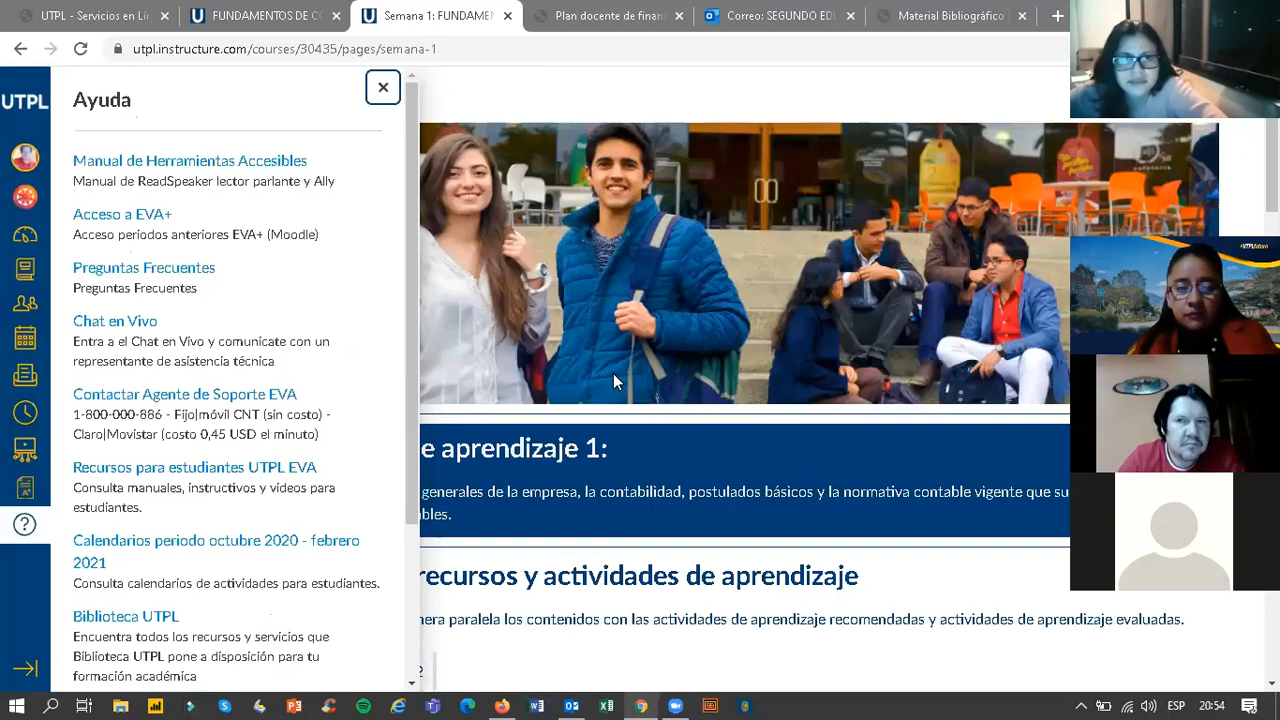 UTPL - Servicios en Lín
FUNDAMENTOS DE CO
Semana 1: FUNDAMEN
Plan docente de finan
Correo: SEGUNDO EDU
Material Bibliográfico
utpl.instructure.com/courses/30435/pages/semana-1
UTPL
Ayuda
Manual de Herramientas Accesibles
Manual de ReadSpeaker lector parlante y Ally
Acceso a EVA+
Acceso periodos anteriores EVA+ (Moodle)
Preguntas Frecuentes
Preguntas Frecuentes
Chat en Vivo
Entra a el Chat en Vivo y comunícate con un
representante de asistencia técnica
Contactar Agente de Soporte EVA
1-800-000-886 - Fijo|móvil CNT (sin costo) -
Claro|Movistar (costo 0,45 USD el minuto)
Recursos para estudiantes UTPL EVA
Consulta manuales, instructivos y videos para
estudiantes.
Calendarios periodo octubre 2020 - febrero
2021
Consulta calendarios de actividades para estudiantes.
Biblioteca UTPL
Encuentra todos los recursos y servicios que
Biblioteca UTPL pone a disposición para tu
formación académica
e aprendizaje 1:
generales de la empresa, la contabilidad, postulados básicos y la normativa contable vigente que su
bles.
recursos y actividades de aprendizaje
nera paralela los contenidos con las actividades de aprendizaje recomendadas y actividades de aprendizaje evaluadas.
2
ESP
20:54